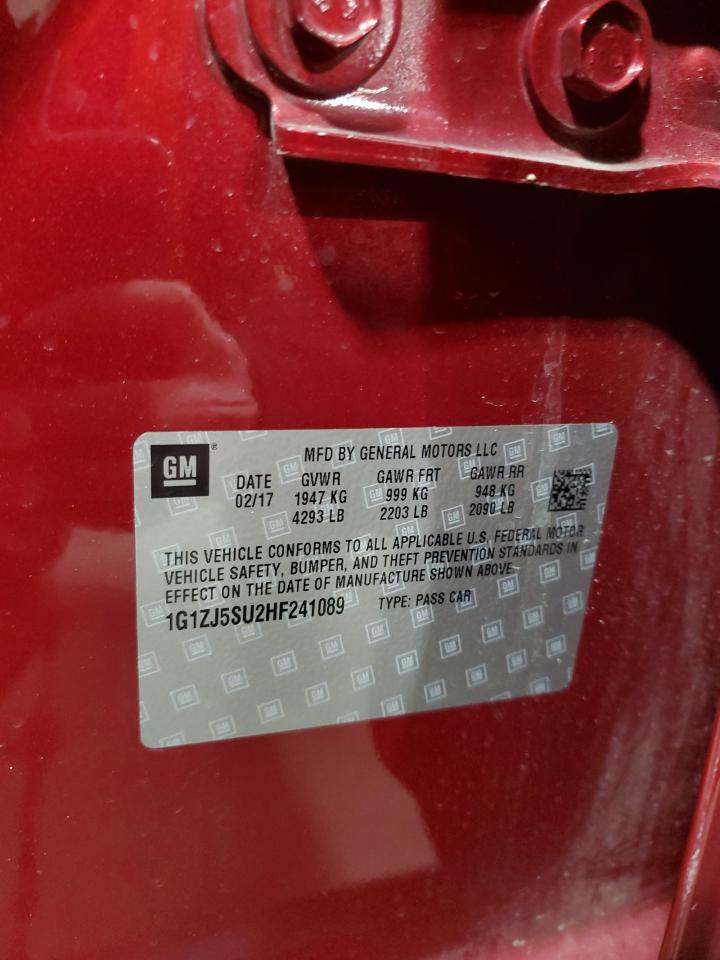 GM® MFD BY GENERAL MOTORS LLC
DATE GVWR GAWR FRT GAWR RR
02/17 1947 KG 999 KG 948 KG
4293 LB 2203 LB 2090 LB
THIS VEHICLE CONFORMS TO ALL APPLICABLE U.S. FEDERAL MOTOR
VEHICLE SAFETY, BUMPER, AND THEFT PREVENTION STANDARDS IN
EFFECT ON THE DATE OF MANUFACTURE SHOWN ABOVE.
1G1ZJ5SU2HF241089 TYPE: PASS CAR